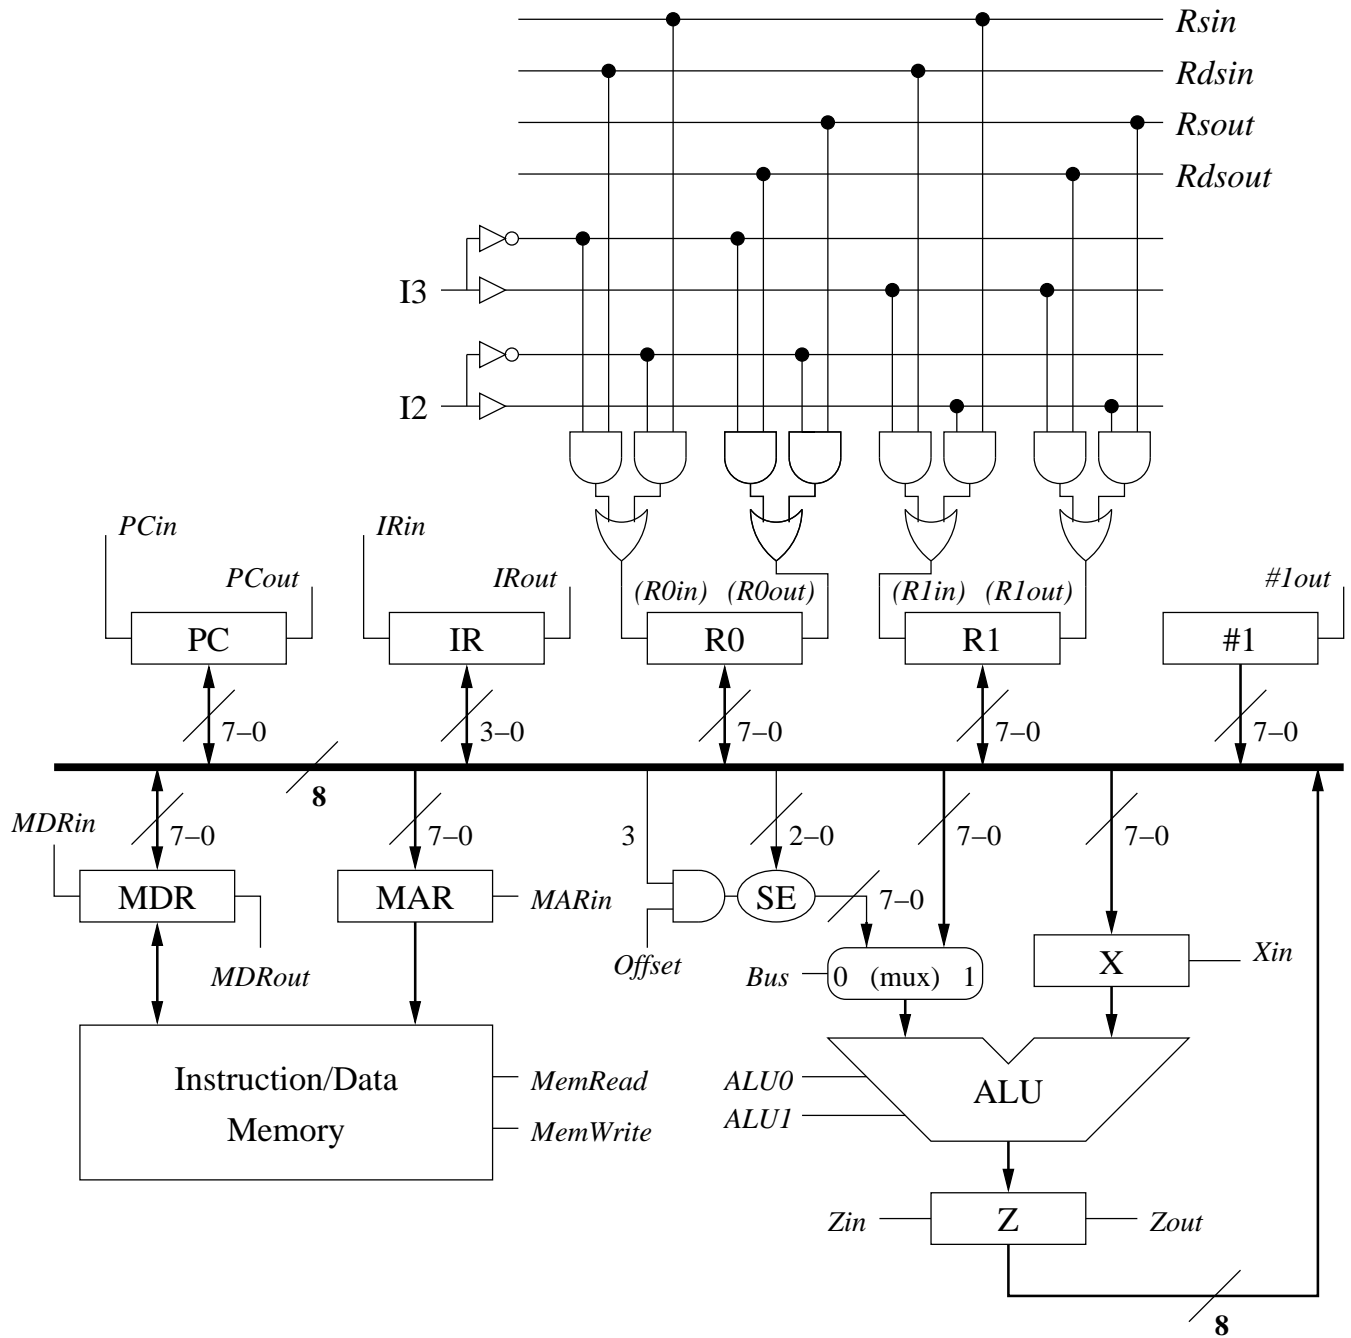 Rsin
Rdsin
Rsout
Rdsout
I3
I2
PCin
IRin
PCout
IRout
(R0in) (R0out)
(R1in) (R1out)
#1out
PC
IR
R0
R1
#1
7–0
3–0
7–0
7–0
7–0
8
MDRin
7–0
7–0
3
2–0
7–0
7–0
MDR
MAR
MARin
SE
7–0
MDRout
Offset
Bus
0 (mux) 1
X
Xin
Instruction/Data
Memory
MemRead
MemWrite
ALU0
ALU1
ALU
Zin
Z
Zout
8